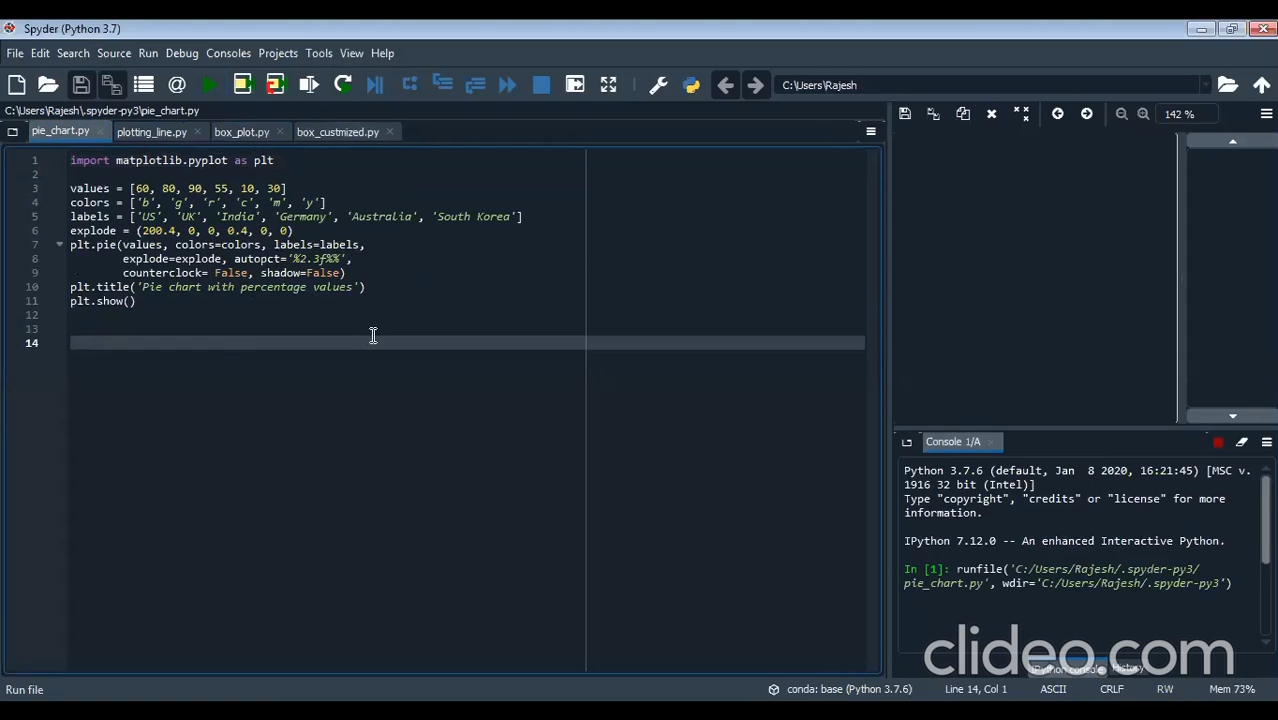 Spyder (Python 3.7)
File Edit Search Source Run Debug Consoles Projects Tools View Help
C:\Users\Rajesh
C:\Users\Rajesh\.spyder-py3\pie_chart.py
142 %
pie_chart.py plotting_line.py box_plot.py box_custmized.py
1 import matplotlib.pyplot as plt
2
3 values = [60, 80, 90, 55, 10, 30]
4 colors = ['b', 'g', 'r', 'c', 'm', 'y']
5 labels = ['US', 'UK', 'India', 'Germany', 'Australia', 'South Korea']
6 explode = (200.4, 0, 0, 0.4, 0, 0)
7 plt.pie(values, colors=colors, labels=labels,
8 explode=explode, autopct='%2.3f%%',
9 counterclock= False, shadow=False)
10 plt.title('Pie chart with percentage values')
11 plt.show()
12
13
14
Console 1/A
Python 3.7.6 (default, Jan 8 2020, 16:21:45) [MSC v.
1916 32 bit (Intel)]
Type "copyright", "credits" or "license" for more
information.
IPython 7.12.0 -- An enhanced Interactive Python.
In [1]: runfile('C:/Users/Rajesh/.spyder-py3/
pie_chart.py', wdir='C:/Users/Rajesh/.spyder-py3')
clideo.com
IPython console History
Run file
conda: base (Python 3.7.6) Line 14, Col 1 ASCII CRLF RW Mem 73%